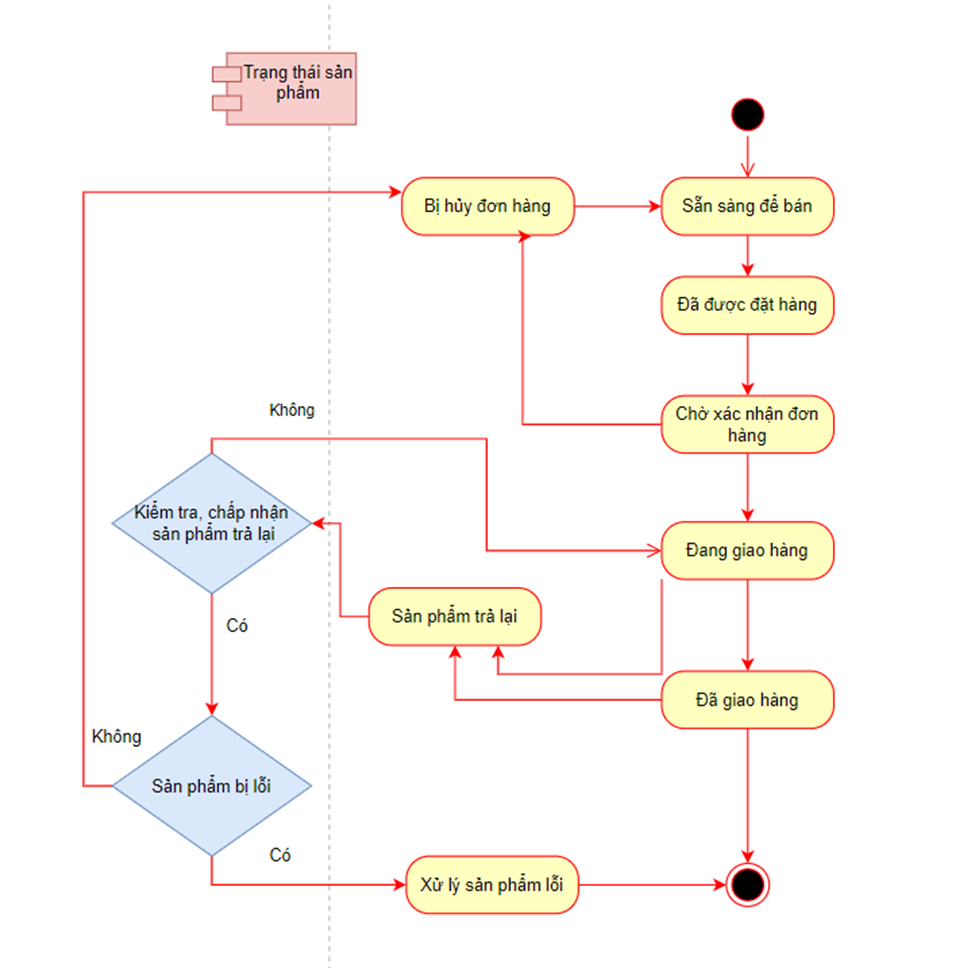 Trạng thái sản
phẩm
Bị hủy đơn hàng
Sẵn sàng để bán
Đã được đặt hàng
Không
Chờ xác nhận đơn
hàng
Kiểm tra, chấp nhận
sản phẩm trả lại
Đang giao hàng
Có
Sản phẩm trả lại
Đã giao hàng
Không
Sản phẩm bị lỗi
Có
Xử lý sản phẩm lỗi